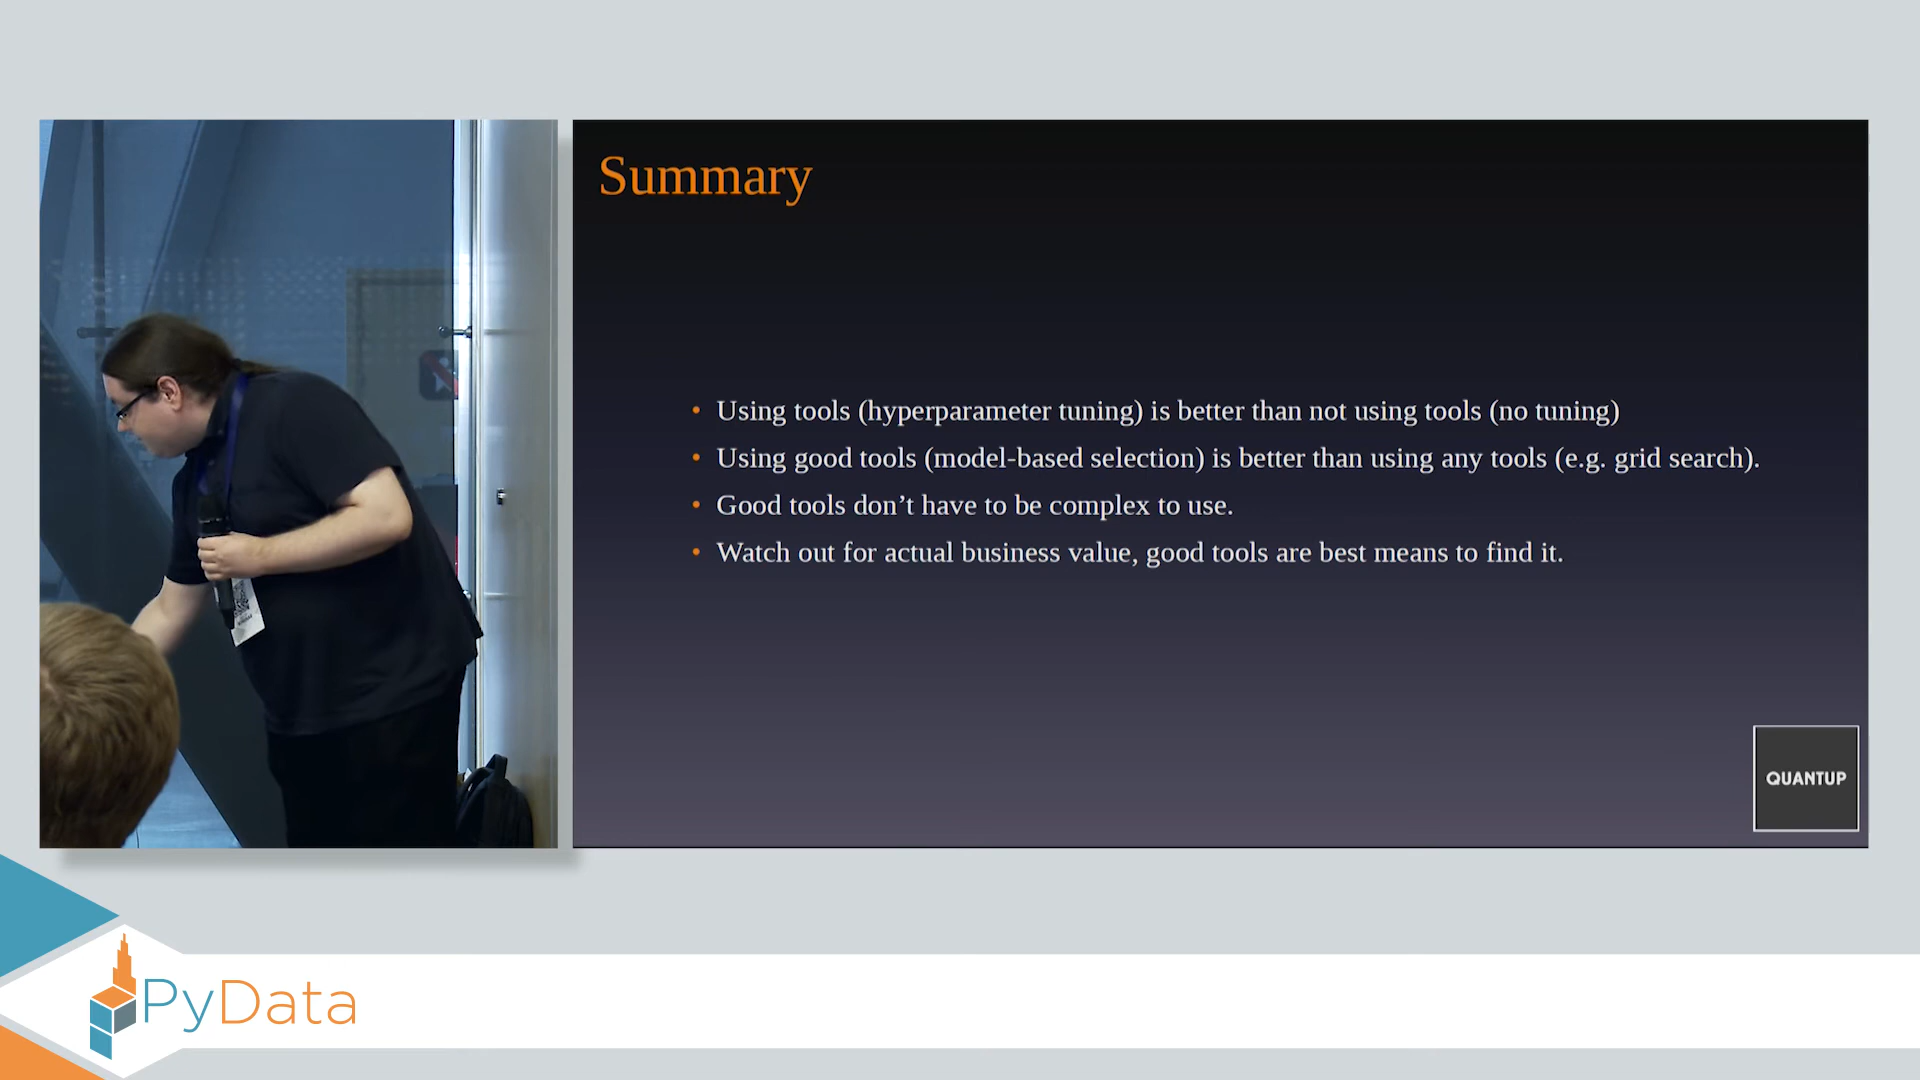 Summary
• Using tools (hyperparameter tuning) is better than not using tools (no tuning)
• Using good tools (model-based selection) is better than using any tools (e.g. grid search).
• Good tools don’t have to be complex to use.
• Watch out for actual business value, good tools are best means to find it.
QUANTUP
PyData